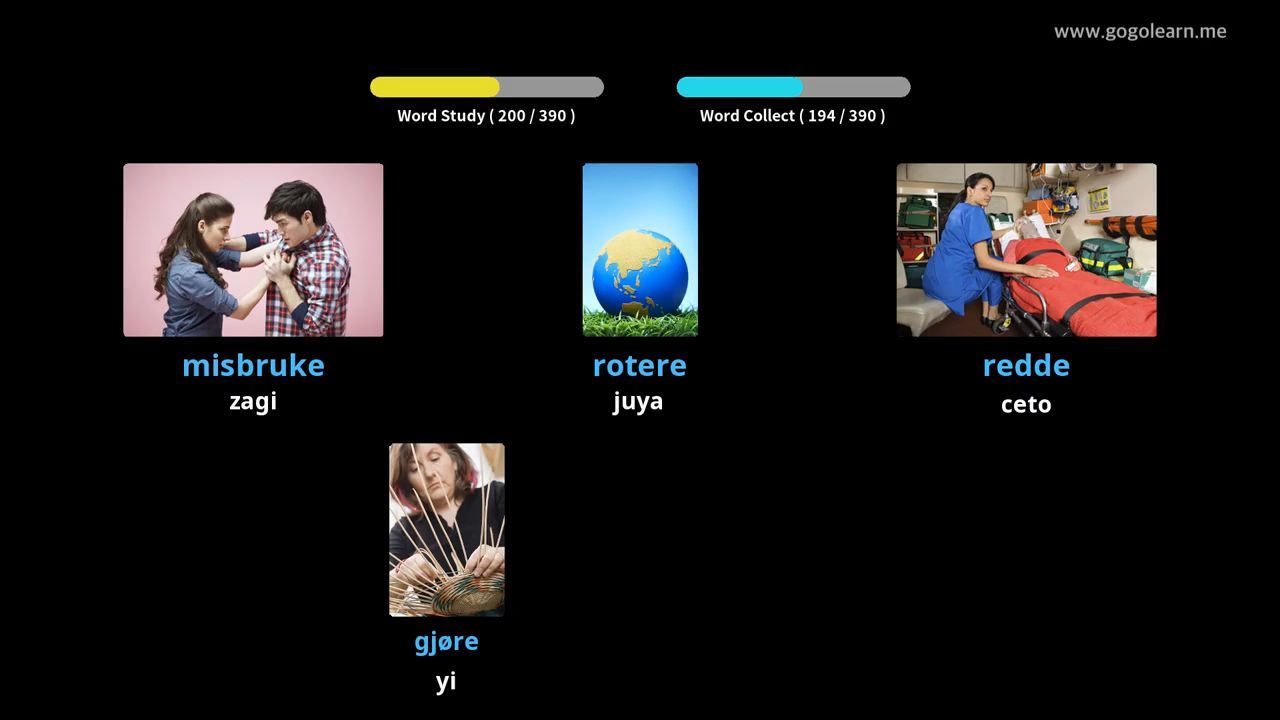 www.gogolearn.me
Word Study ( 200 / 390 )
Word Collect ( 194 / 390 )
misbruke
zagi
rotere
juya
redde
ceto
gjøre
yi